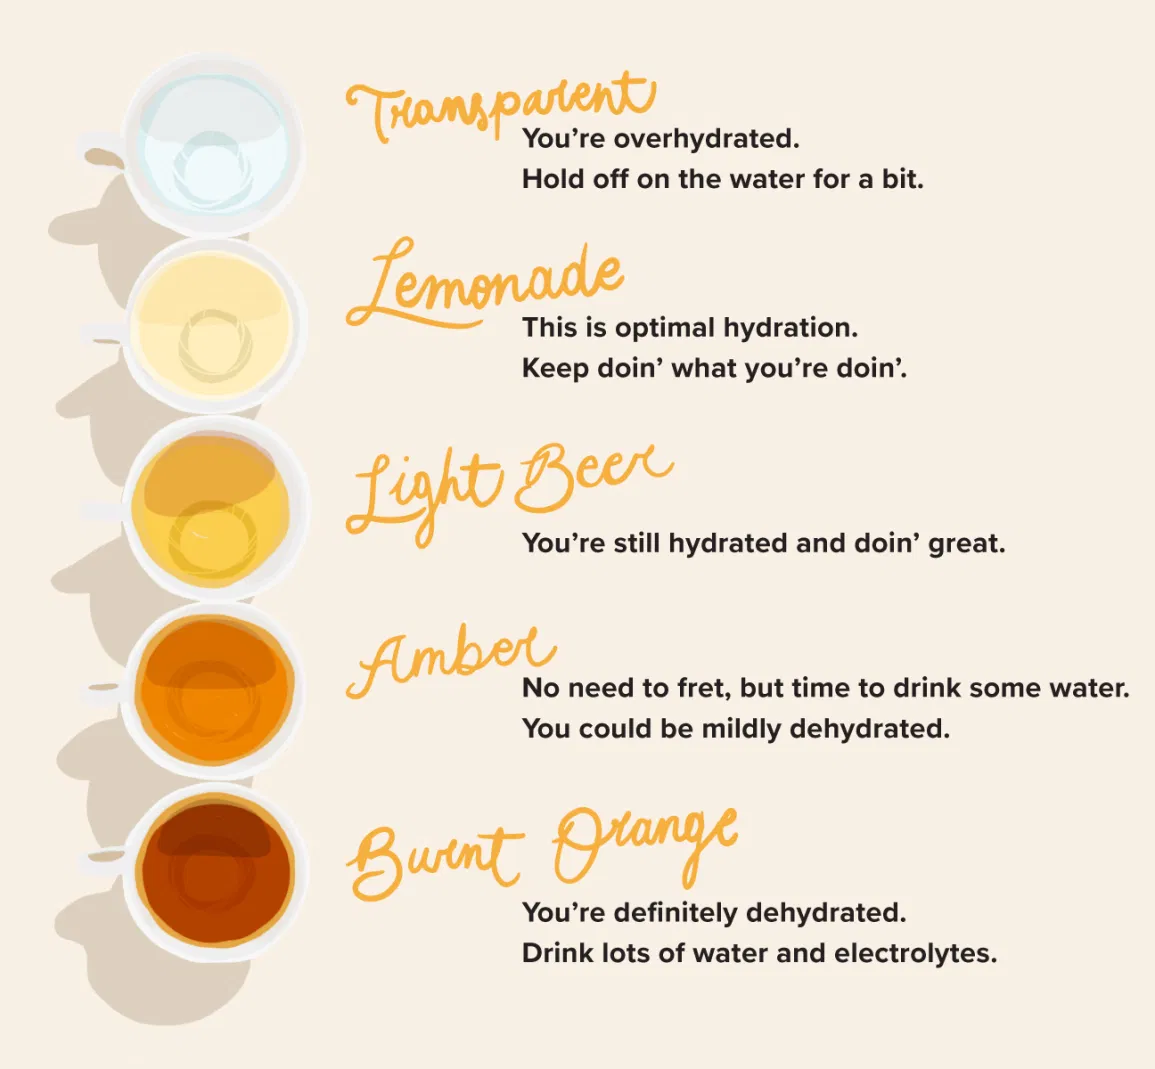 Transparent
You’re overhydrated.
Hold off on the water for a bit.
Lemonade
This is optimal hydration.
Keep doin’ what you’re doin’.
Light Beer
You’re still hydrated and doin’ great.
Amber
No need to fret, but time to drink some water.
You could be mildly dehydrated.
Burnt Orange
You’re definitely dehydrated.
Drink lots of water and electrolytes.